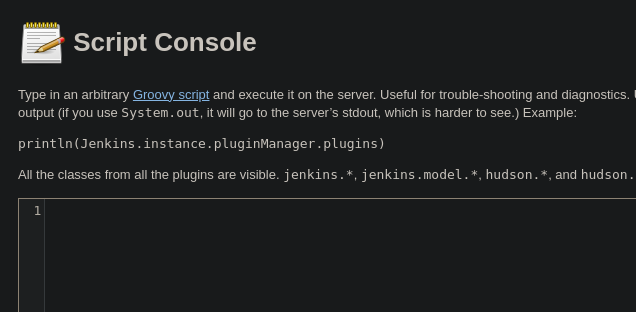 Script Console
Type in an arbitrary Groovy script and execute it on the server. Useful for trouble-shooting and diagnostics.
output (if you use System.out, it will go to the server’s stdout, which is harder to see.) Example:
println(Jenkins.instance.pluginManager.plugins)
All the classes from all the plugins are visible. jenkins.*, jenkins.model.*, hudson.*, and hudson.
1